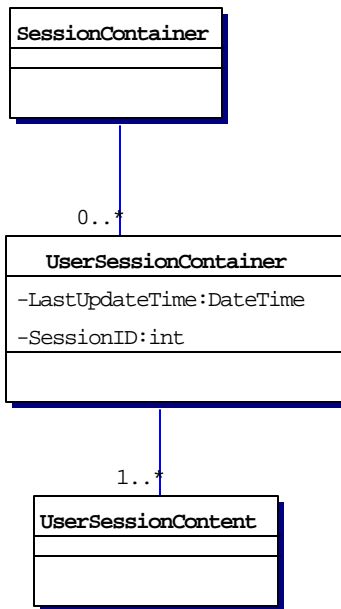 SessionContainer
0..*
UserSessionContainer
-LastUpdateTime:DateTime
-SessionID:int
1..*
UserSessionContent